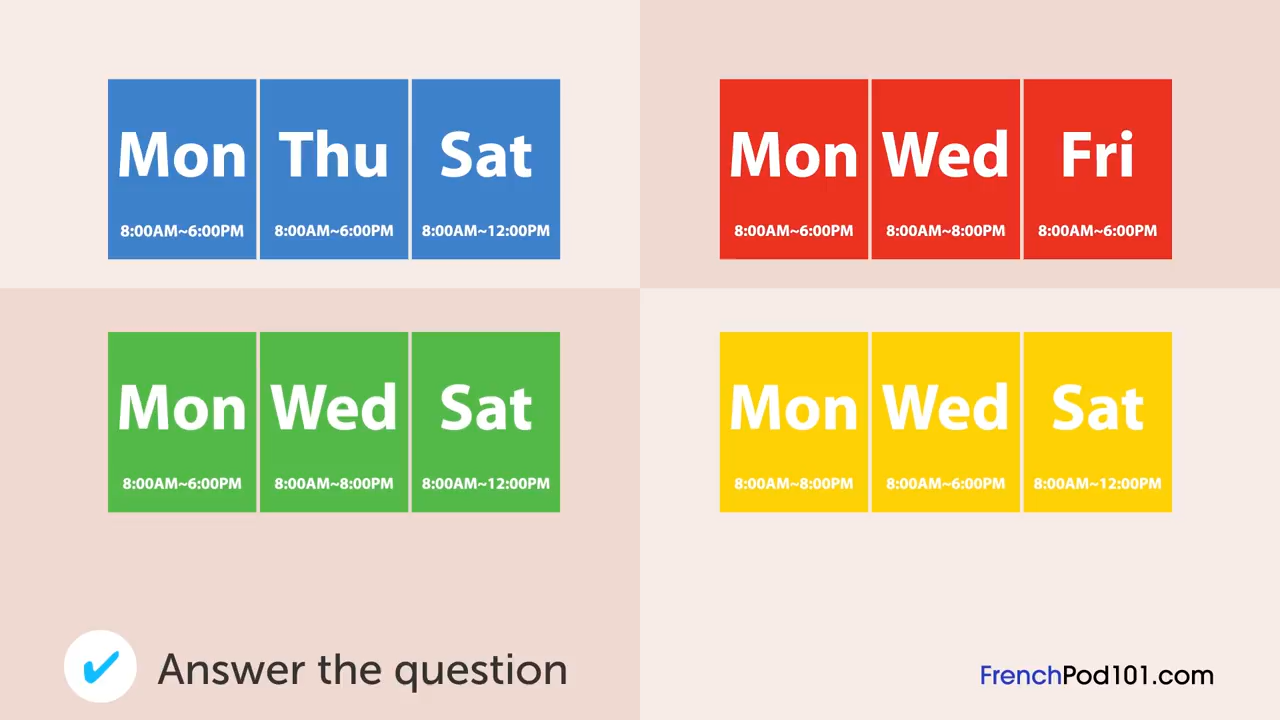 Mon Thu Sat
8:00AM~6:00PM 8:00AM~6:00PM 8:00AM~12:00PM
Mon Wed Fri
8:00AM~6:00PM 8:00AM~8:00PM 8:00AM~6:00PM
Mon Wed Sat
8:00AM~6:00PM 8:00AM~8:00PM 8:00AM~12:00PM
Mon Wed Sat
8:00AM~8:00PM 8:00AM~6:00PM 8:00AM~12:00PM
Answer the question
FrenchPod101.com